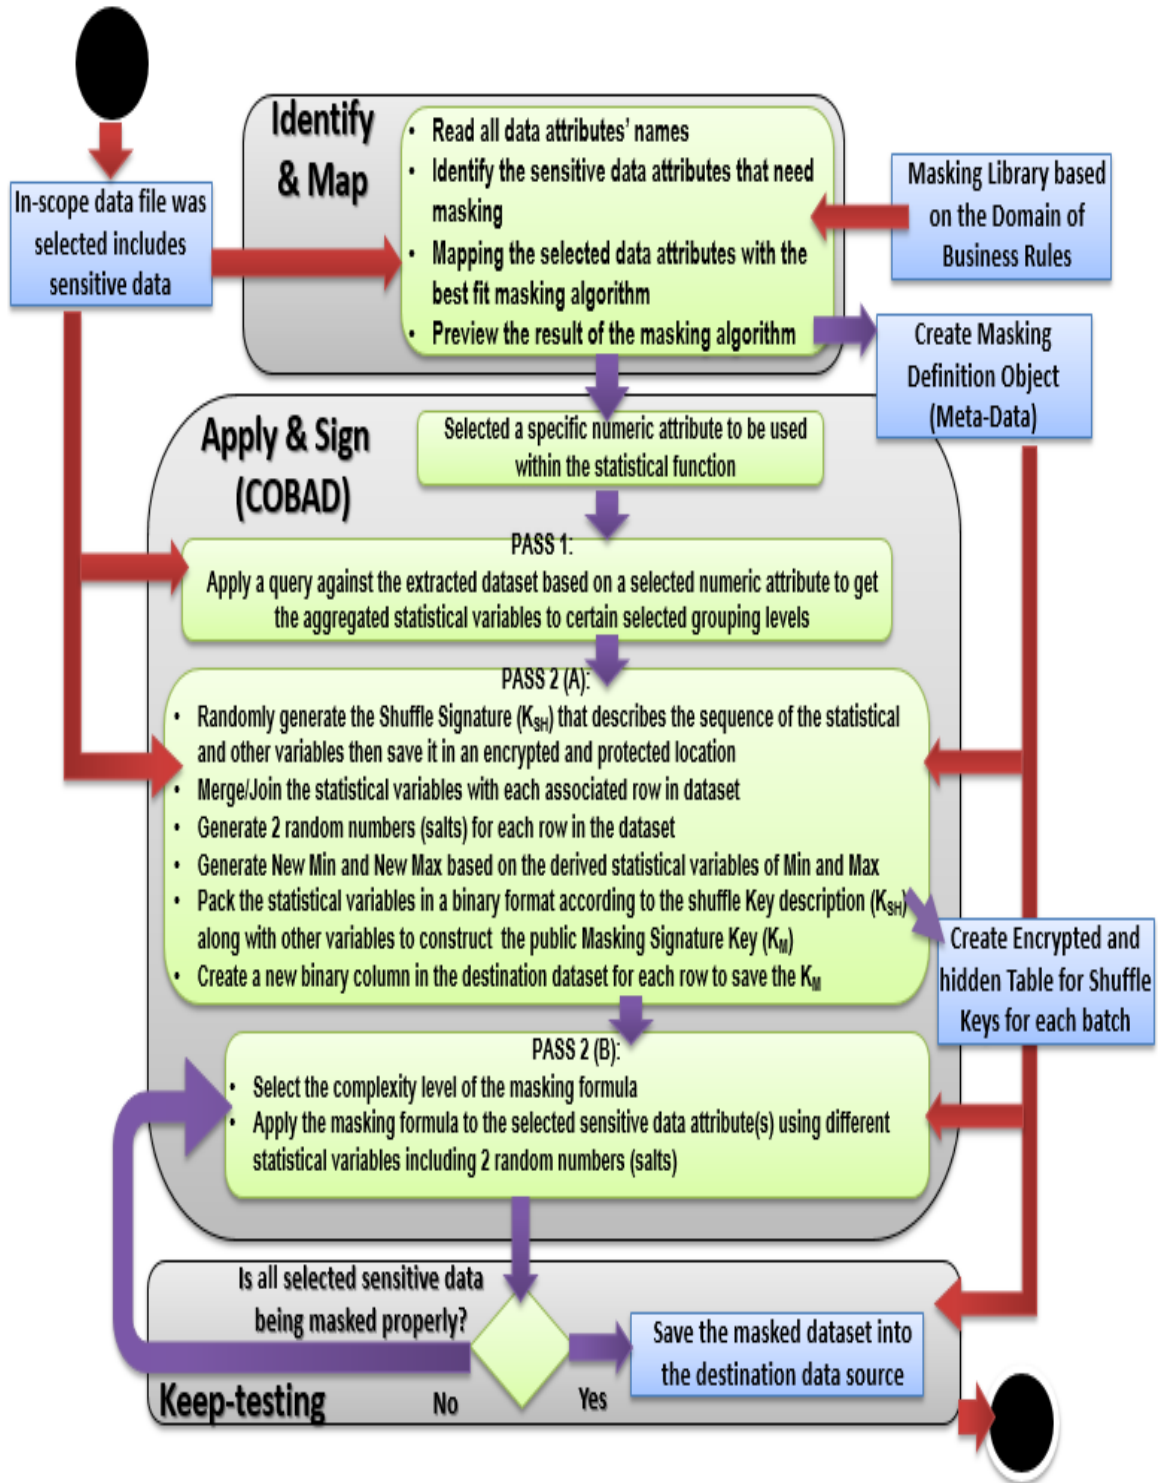 Identify
& Map
• Read all data attributes' names
• Identify the sensitive data attributes that need
masking
• Mapping the selected data attributes with the
best fit masking algorithm
• Preview the result of the masking algorithm
In-scope data file was
selected includes
sensitive data
Masking Library based
on the Domain of
Business Rules
Create Masking
Definition Object
(Meta-Data)
Apply & Sign
(COBAD)
Selected a specific numeric attribute to be used
within the statistical function
PASS 1:
Apply a query against the extracted dataset based on a selected numeric attribute to get
the aggregated statistical variables to certain selected grouping levels
PASS 2 (A):
• Randomly generate the Shuffle Signature (KSH) that describes the sequence of the statistical
and other variables then save it in an encrypted and protected location
• Merge/Join the statistical variables with each associated row in dataset
• Generate 2 random numbers (salts) for each row in the dataset
• Generate New Min and New Max based on the derived statistical variables of Min and Max
• Pack the statistical variables in a binary format according to the shuffle Key description (KSH)
along with other variables to construct the public Masking Signature Key (KM)
• Create a new binary column in the destination dataset for each row to save the KM
Create Encrypted and
hidden Table for Shuffle
Keys for each batch
PASS 2 (B):
• Select the complexity level of the masking formula
• Apply the masking formula to the selected sensitive data attribute(s) using different
statistical variables including 2 random numbers (salts)
Is all selected sensitive data
being masked properly?
Save the masked dataset into
the destination data source
Keep-testing
No
Yes